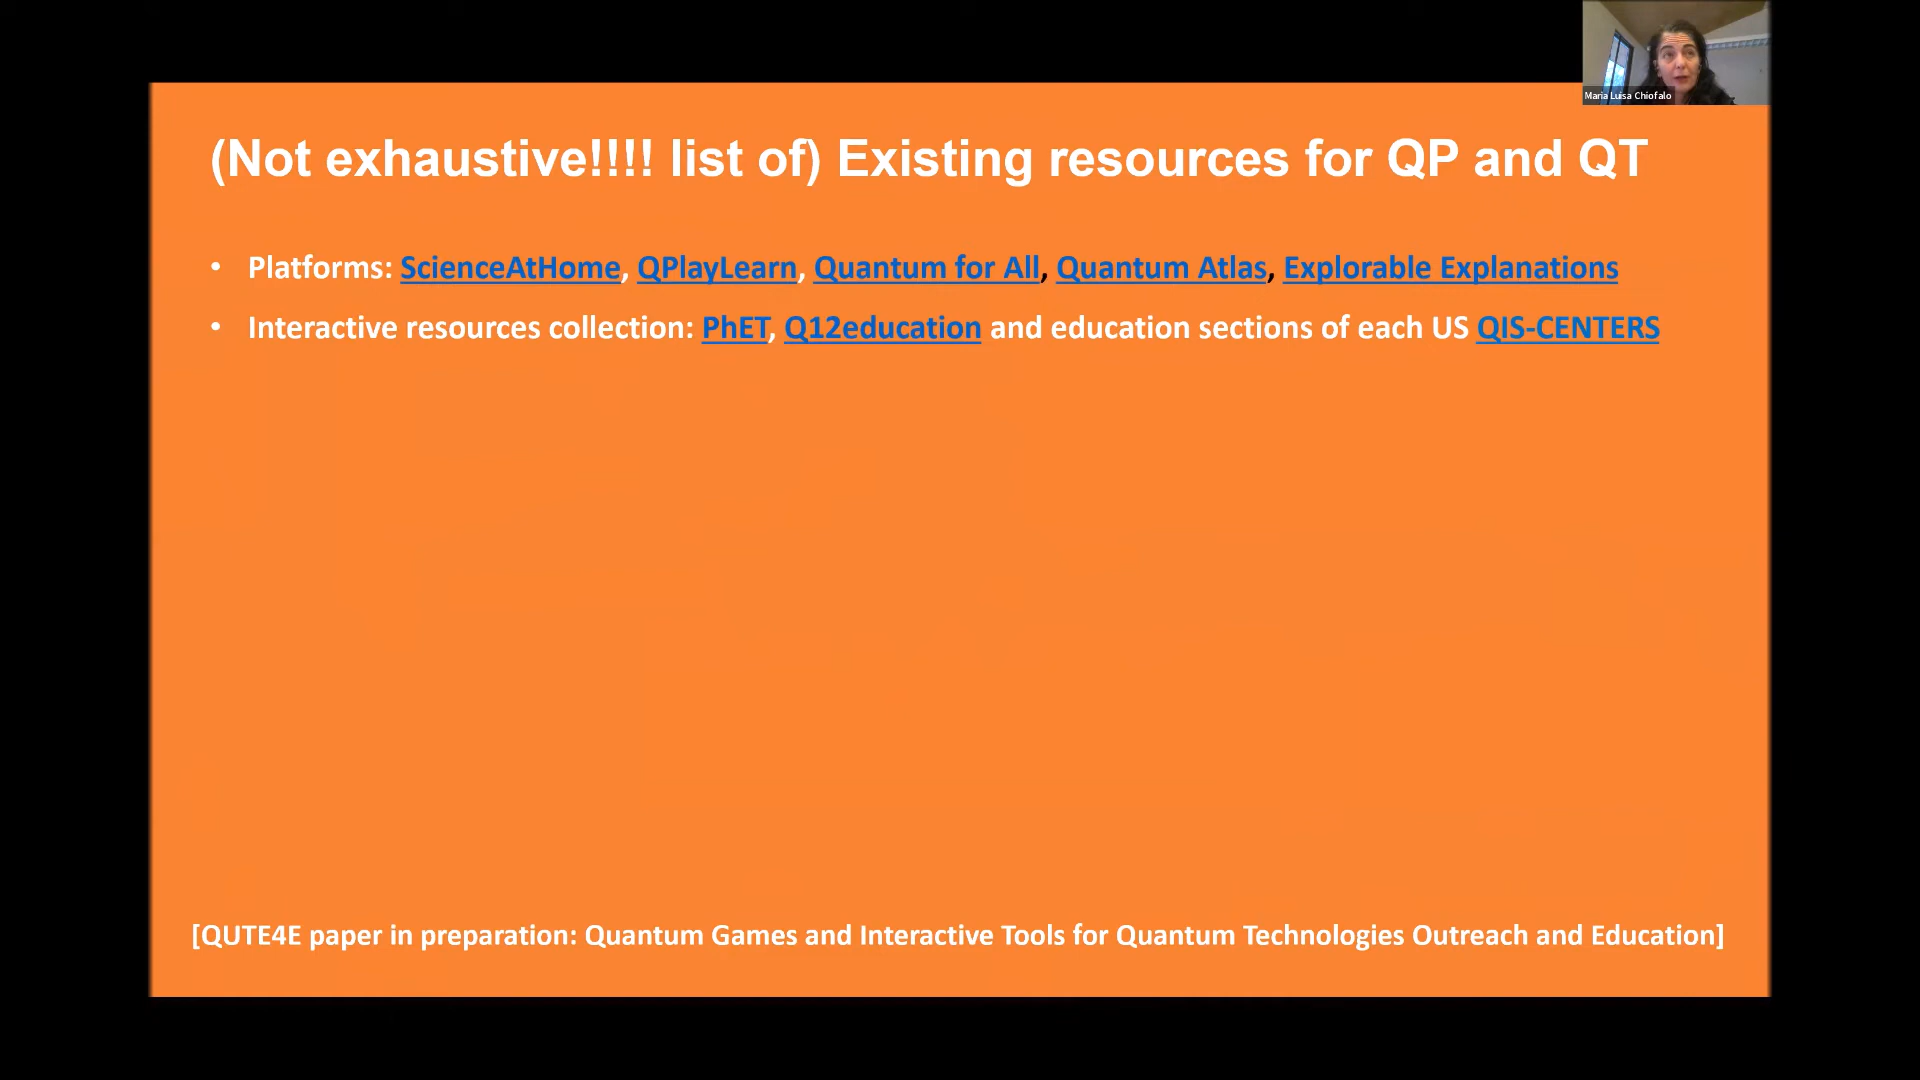 Maria Luisa Chiofalo
(Not exhaustive!!!! list of) Existing resources for QP and QT
• Platforms: ScienceAtHome, QPlayLearn, Quantum for All, Quantum Atlas, Explorable Explanations
• Interactive resources collection: PhET, Q12education and education sections of each US QIS-CENTERS
[QUTE4E paper in preparation: Quantum Games and Interactive Tools for Quantum Technologies Outreach and Education]